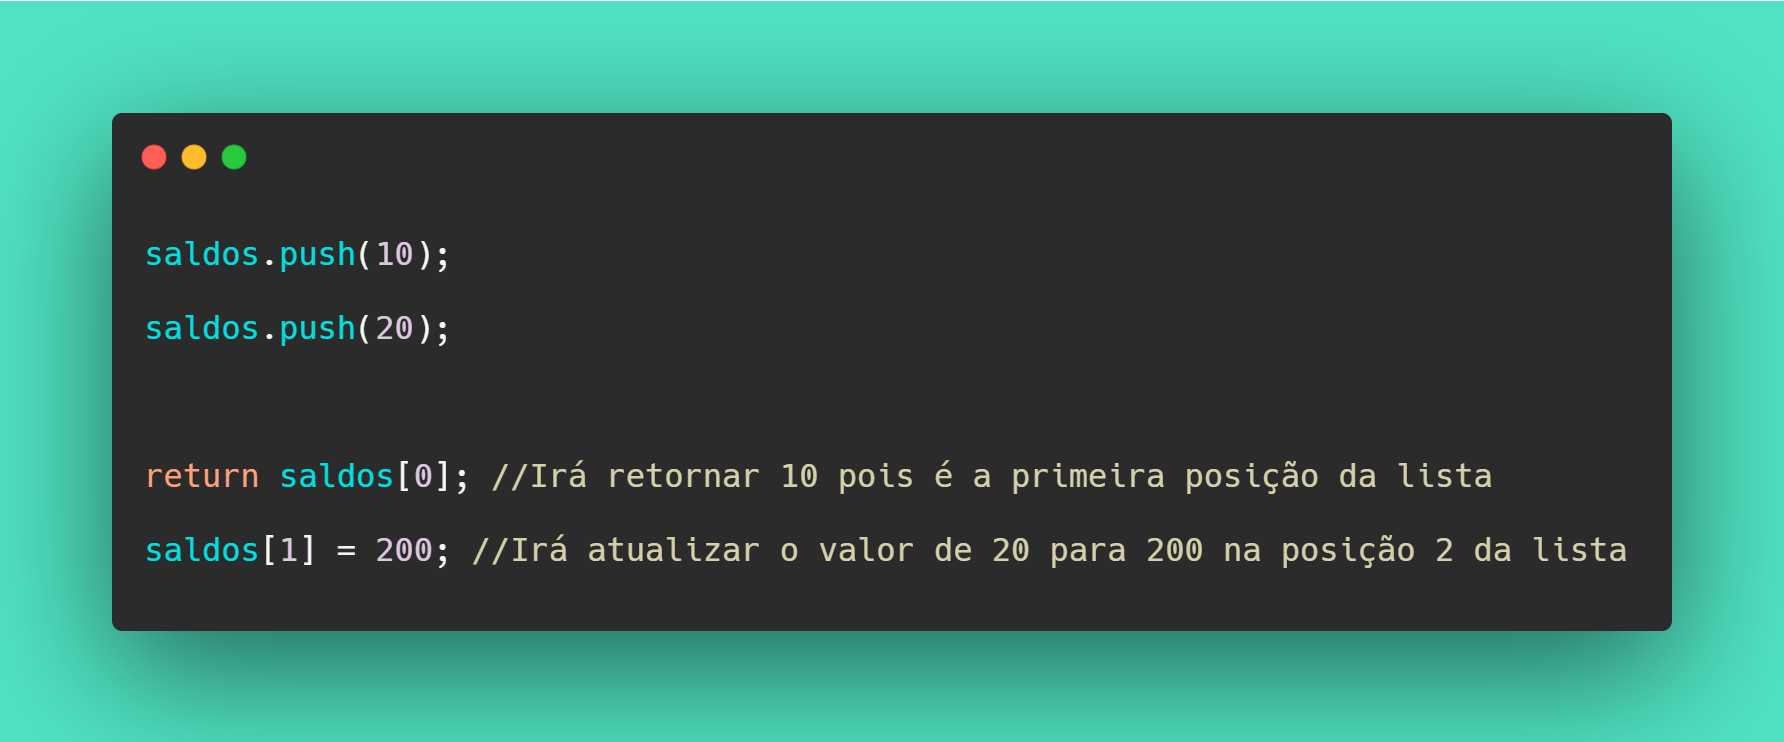 saldos.push(10);
saldos.push(20);
return saldos[0]; //Irá retornar 10 pois é a primeira posição da lista
saldos[1] = 200; //Irá atualizar o valor de 20 para 200 na posição 2 da lista